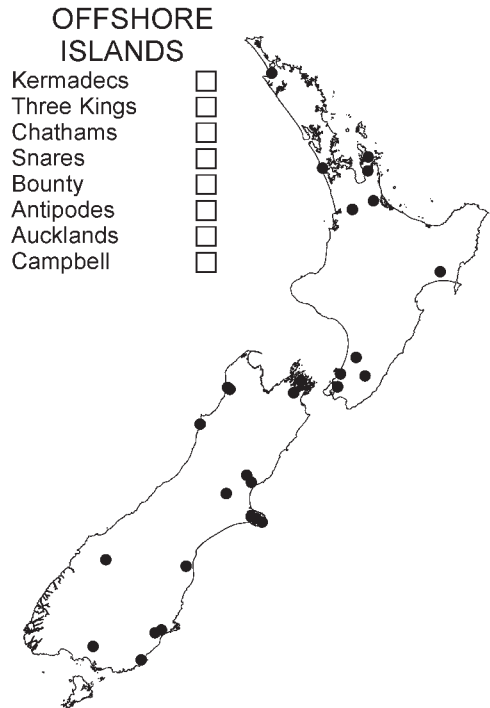 OFFSHORE
ISLANDS
Kermadecs
Three Kings
Chathams
Snares
Bounty
Antipodes
Aucklands
Campbell